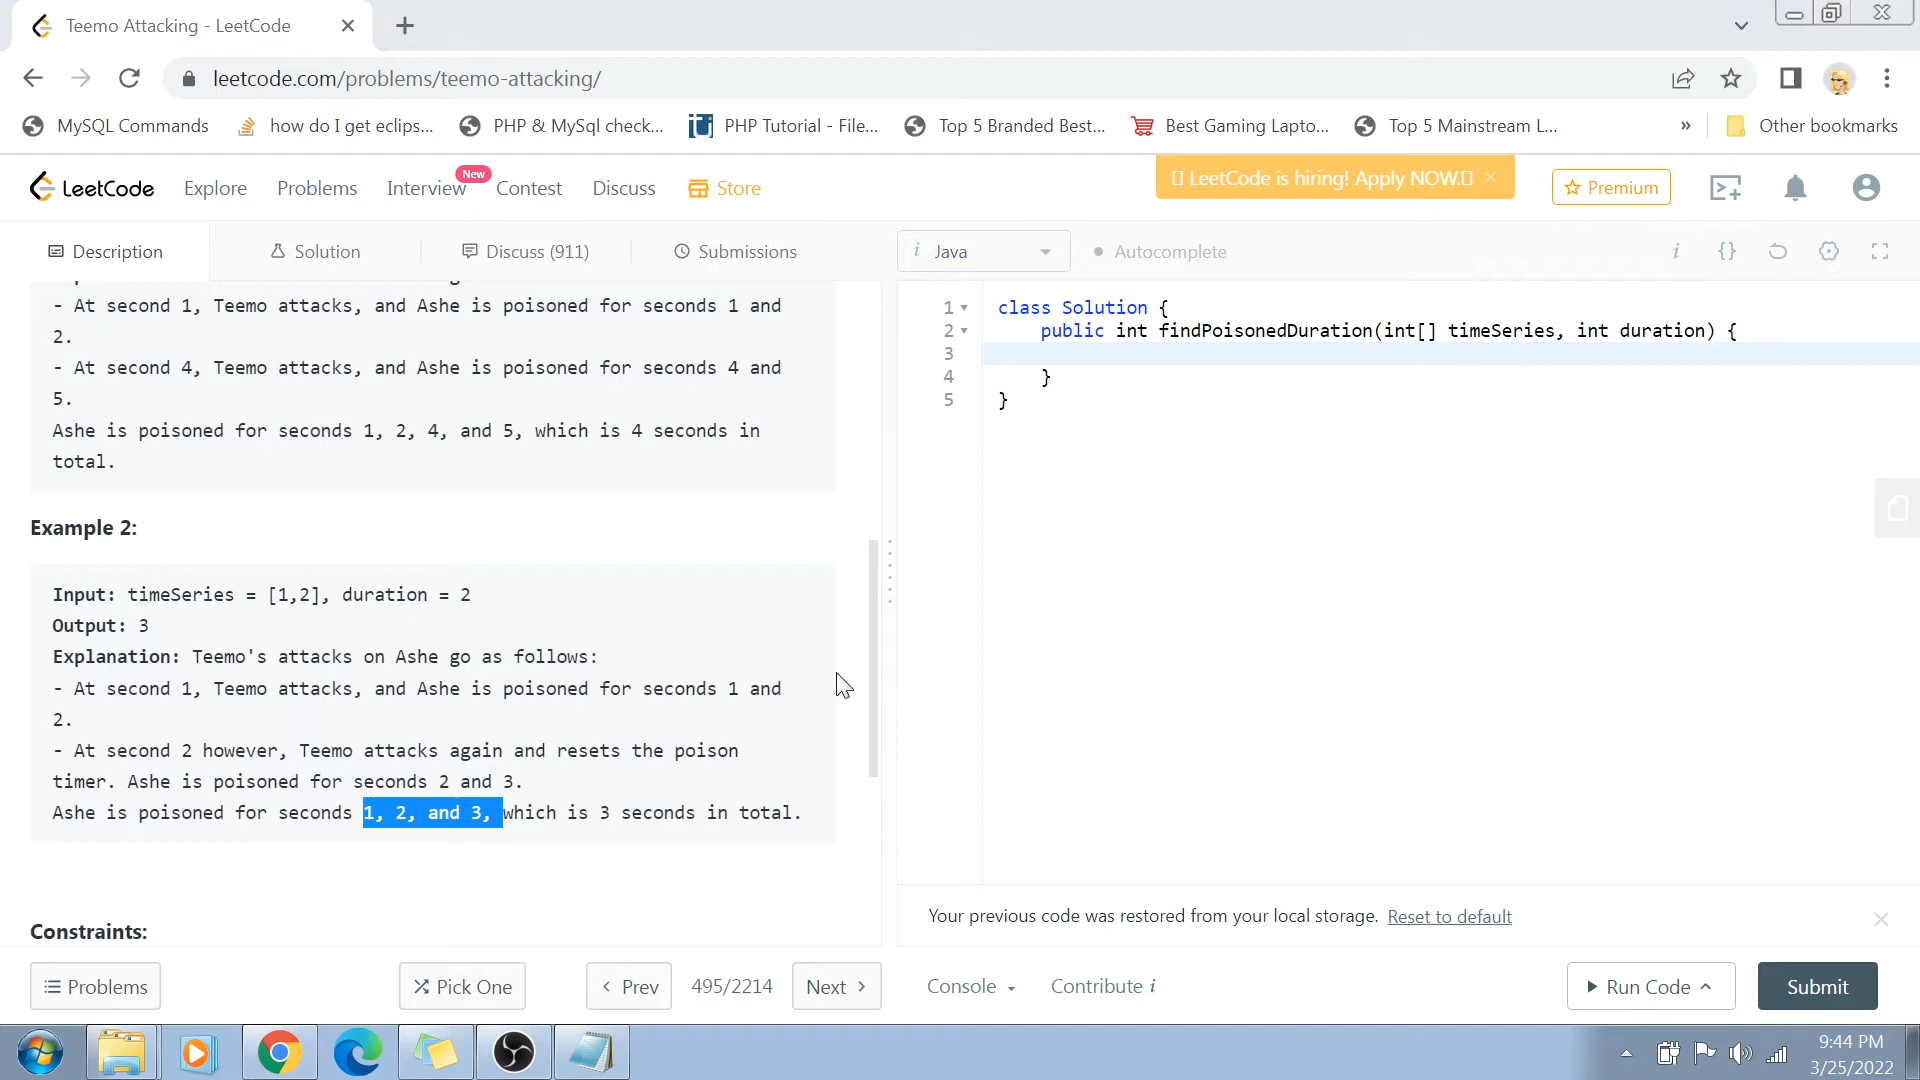 Teemo Attacking - LeetCode
leetcode.com/problems/teemo-attacking/
MySQL Commands
how do I get eclips...
PHP & MySql check...
PHP Tutorial - File...
Top 5 Branded Best...
Best Gaming Lapto...
Top 5 Mainstream L...
»
Other bookmarks
LeetCode
Explore
Problems
Interview
New
Contest
Discuss
Store
LeetCode is hiring! Apply NOW.
Premium
Description
Solution
Discuss (911)
Submissions
i Java
Autocomplete
i
{}
- At second 1, Teemo attacks, and Ashe is poisoned for seconds 1 and
2.
- At second 4, Teemo attacks, and Ashe is poisoned for seconds 4 and
5.
Ashe is poisoned for seconds 1, 2, 4, and 5, which is 4 seconds in
total.
Example 2:
Input: timeSeries = [1,2], duration = 2
Output: 3
Explanation: Teemo's attacks on Ashe go as follows:
- At second 1, Teemo attacks, and Ashe is poisoned for seconds 1 and
2.
- At second 2 however, Teemo attacks again and resets the poison
timer. Ashe is poisoned for seconds 2 and 3.
Ashe is poisoned for seconds 1, 2, and 3, which is 3 seconds in total.
Constraints:
1 class Solution {
2 public int findPoisonedDuration(int[] timeSeries, int duration) {
3
4 }
5 }
Your previous code was restored from your local storage. Reset to default
Problems
Pick One
Prev
495/2214
Next
Console
Contribute i
Run Code
Submit
9:44 PM
3/25/2022